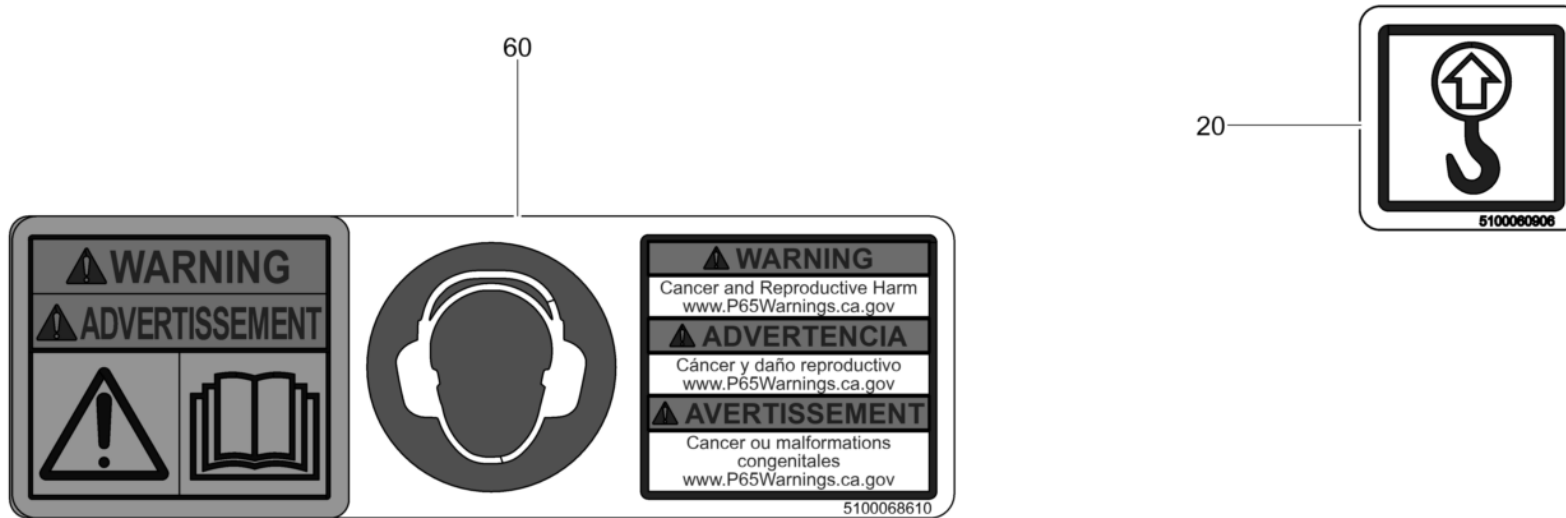 60
20
5100060906
WARNING
ADVERTISSEMENT
WARNING
Cancer and Reproductive Harm
www.P65Warnings.ca.gov
ADVERTENCIA
Cáncer y daño reproductivo
www.P65Warnings.ca.gov
AVERTISSEMENT
Cancer ou malformations
congenitales
www.P65Warnings.ca.gov
5100068610